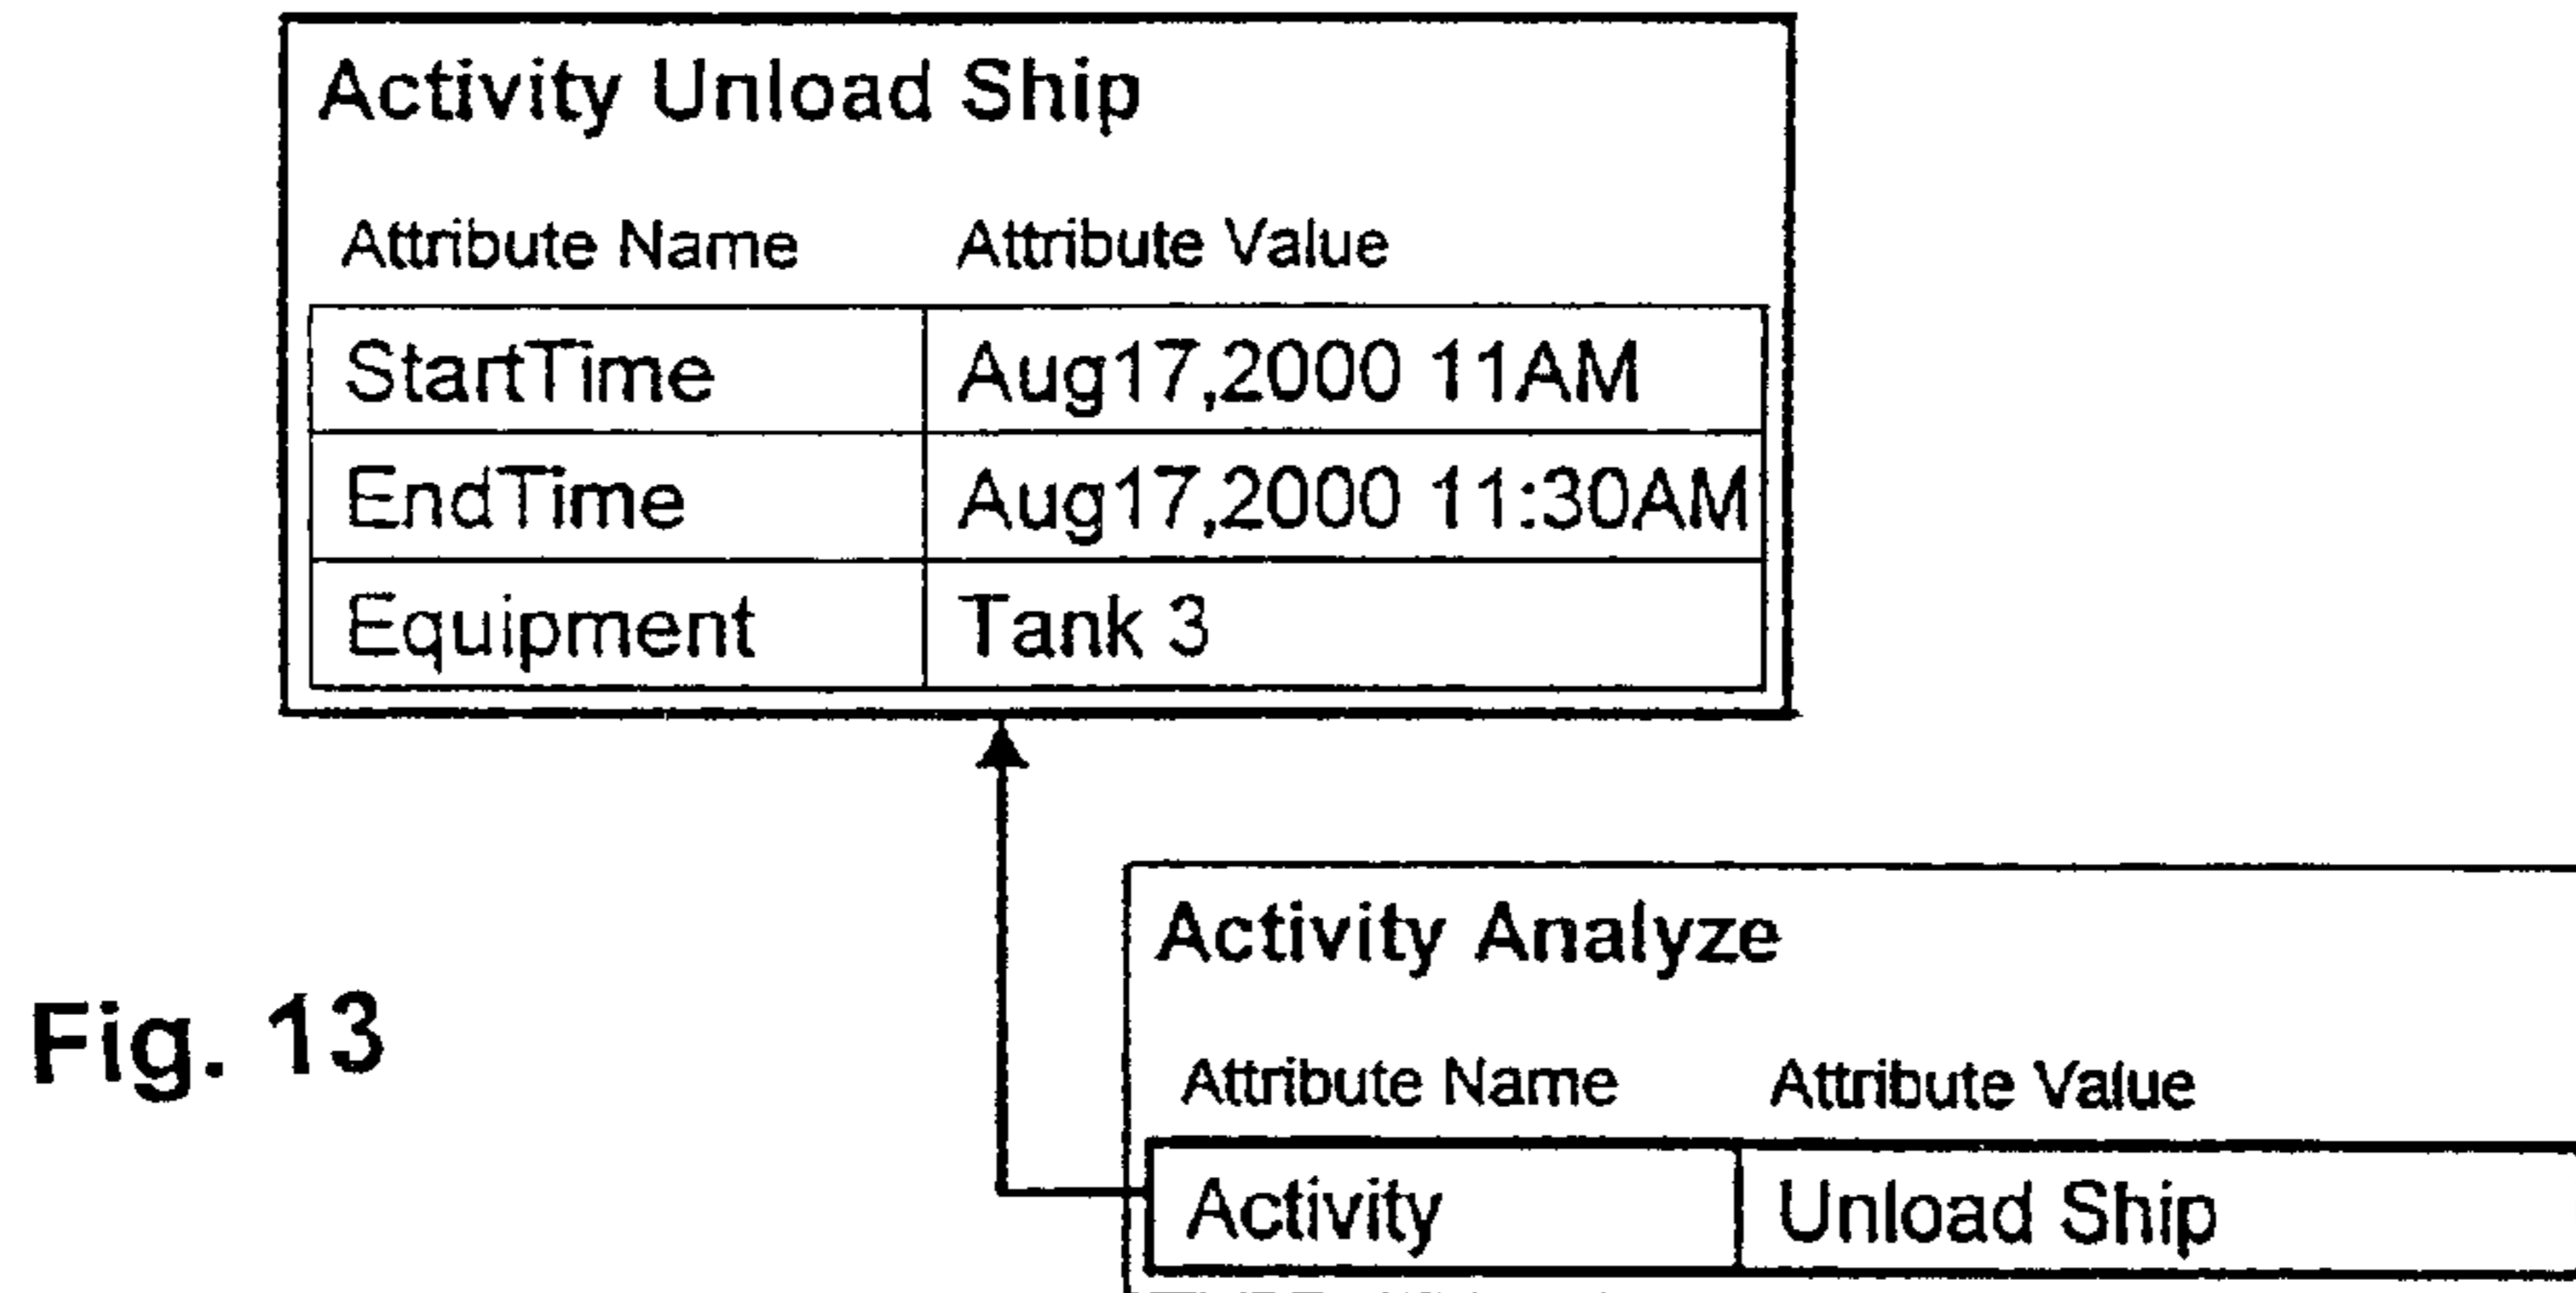 Activity Unload Ship
Attribute Name Attribute Value
StartTime Aug17,2000 11AM
EndTime Aug17,2000 11:30AM
Equipment Tank 3
Activity Analyze
Fig. 13
Attribute Name Attribute Value
Activity Unload Ship